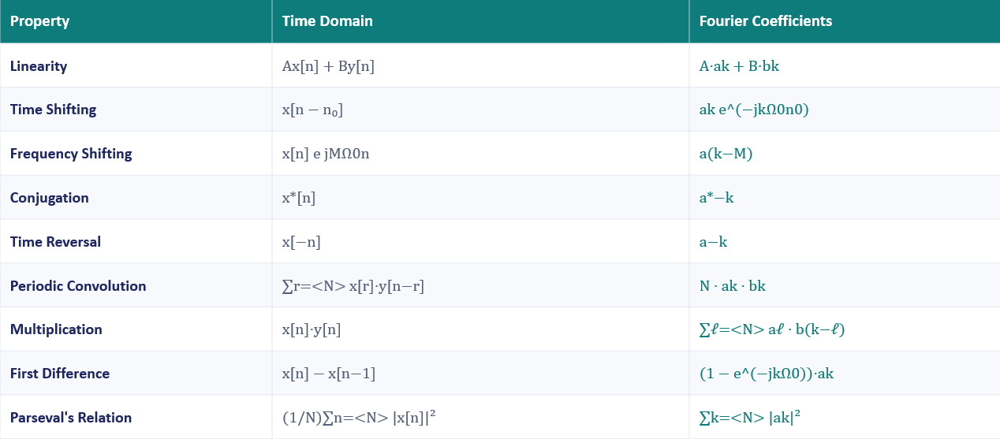 Property Time Domain Fourier Coefficients
Linearity Ax[n] + By[n] A·ak + B·bk
Time Shifting x[n − n₀] ak e^(−jkΩ0n0)
Frequency Shifting x[n] e jMΩ0n a(k−M)
Conjugation x*[n] a*−k
Time Reversal x[−n] a−k
Periodic Convolution ∑r=<N> x[r]·y[n−r] N · ak · bk
Multiplication x[n]·y[n] ∑ℓ=<N> aℓ · b(k−ℓ)
First Difference x[n] − x[n−1] (1 − e^(−jkΩ0))·ak
Parseval's Relation (1/N)∑n=<N> |x[n]|² ∑k=<N> |ak|²